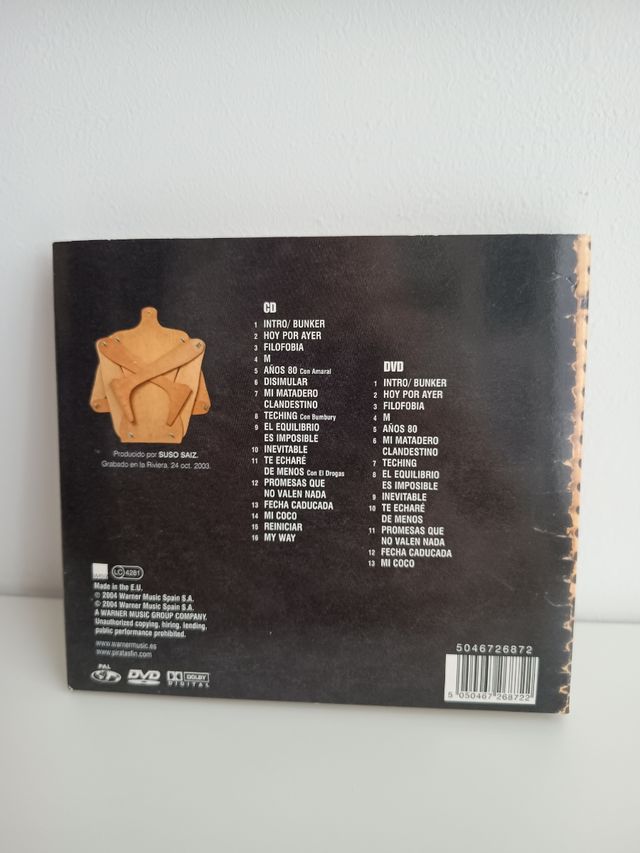 CD
1 INTRO/ BUNKER
2 HOY POR AYER
3 FILOFOBIA
4 M
5 AÑOS 80 Con Amaral
6 DISIMULAR
7 MI MATADERO
CLANDESTINO
8 TECHING Con Bumbury
9 EL EQUILIBRIO
ES IMPOSIBLE
10 INEVITABLE
11 TE ECHARÉ
DE MENOS Con El Drogas
12 PROMESAS QUE
NO VALEN NADA
13 FECHA CADUCADA
14 MI COCO
15 REINICIAR
16 MY WAY
DVD
1 INTRO/ BUNKER
2 HOY POR AYER
3 FILOFOBIA
4 M
5 AÑOS 80
6 MI MATADERO
CLANDESTINO
7 TECHING
8 EL EQUILIBRIO
ES IMPOSIBLE
9 INEVITABLE
10 TE ECHARÉ
DE MENOS
11 PROMESAS QUE
NO VALEN NADA
12 FECHA CADUCADA
13 MI COCO
Producido por SUSO SAIZ.
Grabado en la Riviera, 24 oct. 2003.
LC 4281
Made in the E.U.
℗ 2004 Warner Music Spain S.A.
© 2004 Warner Music Spain S.A.
A WARNER MUSIC GROUP COMPANY.
Unauthorized copying, hiring, lending,
public performance prohibited.
www.warnermusic.es
www.piratasfin.com
PAL
DVD
DOLBY
DIGITAL
5046726872
5 050467 268722